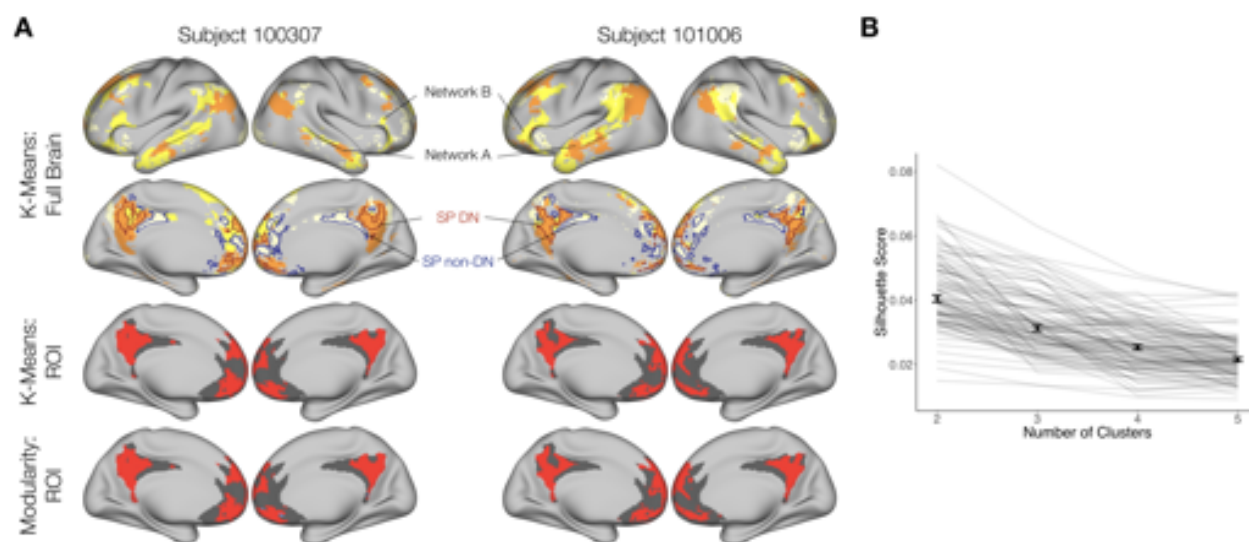 A
Subject 100307
Subject 101006
B
K-Means:
Full Brain
Network B
Network A
SP DN
SP non-DN
K-Means:
ROI
Modularity:
ROI
Silhouette Score
0.08
0.06
0.04
0.02
2
3
4
5
Number of Clusters